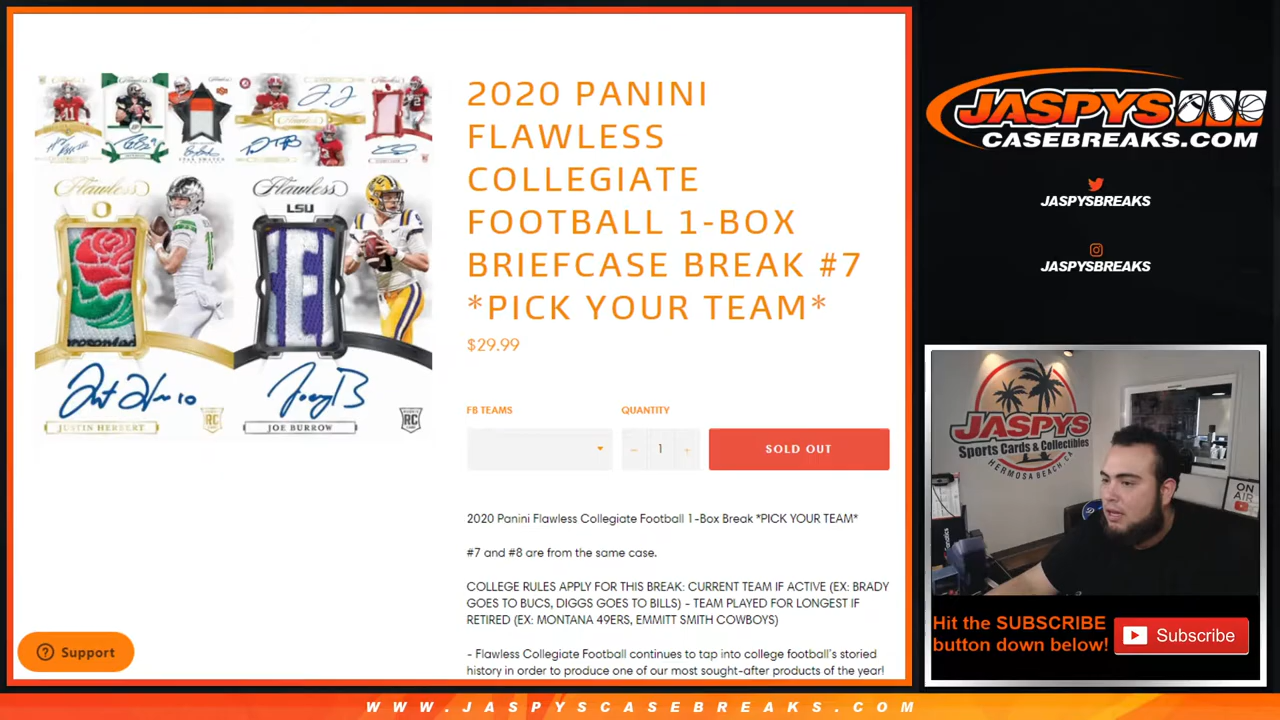 2020 PANINI
FLAWLESS
COLLEGIATE
FOOTBALL 1-BOX
BRIEFCASE BREAK #7
*PICK YOUR TEAM*
$29.99
FB TEAMS
QUANTITY
−
1
+
SOLD OUT
2020 Panini Flawless Collegiate Football 1-Box Break *PICK YOUR TEAM*
#7 and #8 are from the same case.
COLLEGE RULES APPLY FOR THIS BREAK: CURRENT TEAM IF ACTIVE (EX: BRADY
GOES TO BUCS, DIGGS GOES TO BILLS) - TEAM PLAYED FOR LONGEST IF
RETIRED (EX: MONTANA 49ERS, EMMITT SMITH COWBOYS)
- Flawless Collegiate Football continues to tap into college football's storied
history in order to produce one of our most sought-after products of the year!
Flawless
O
JUSTIN HERBERT
RC
Flawless
LSU
JOE BURROW
RC
Support
JASPYS
CASEBREAKS.COM
JASPYSBREAKS
JASPYSBREAKS
JASPYS
Sports Cards & Collectibles
HERMOSA BEACH, CA
ON
AIR
Hit the SUBSCRIBE
button down below!
Subscribe
WWW.JASPYSCASEBREAKS.COM